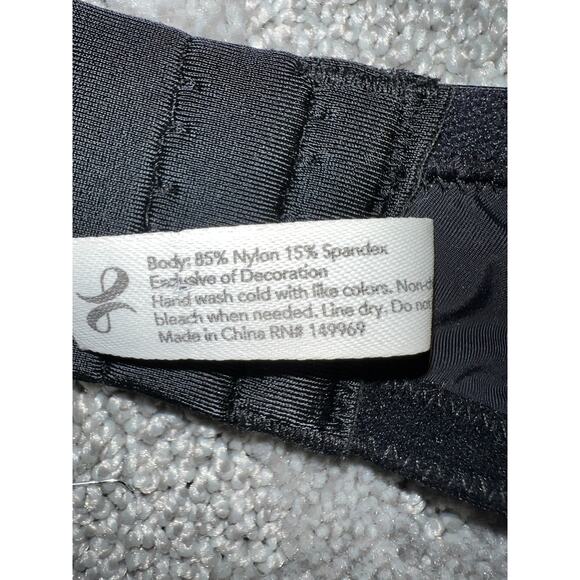 Body: 85% Nylon 15% Spandex
Exclusive of Decoration
Hand wash cold with like colors. Non-
bleach when needed. Line dry. Do not
Made in China RN# 149969